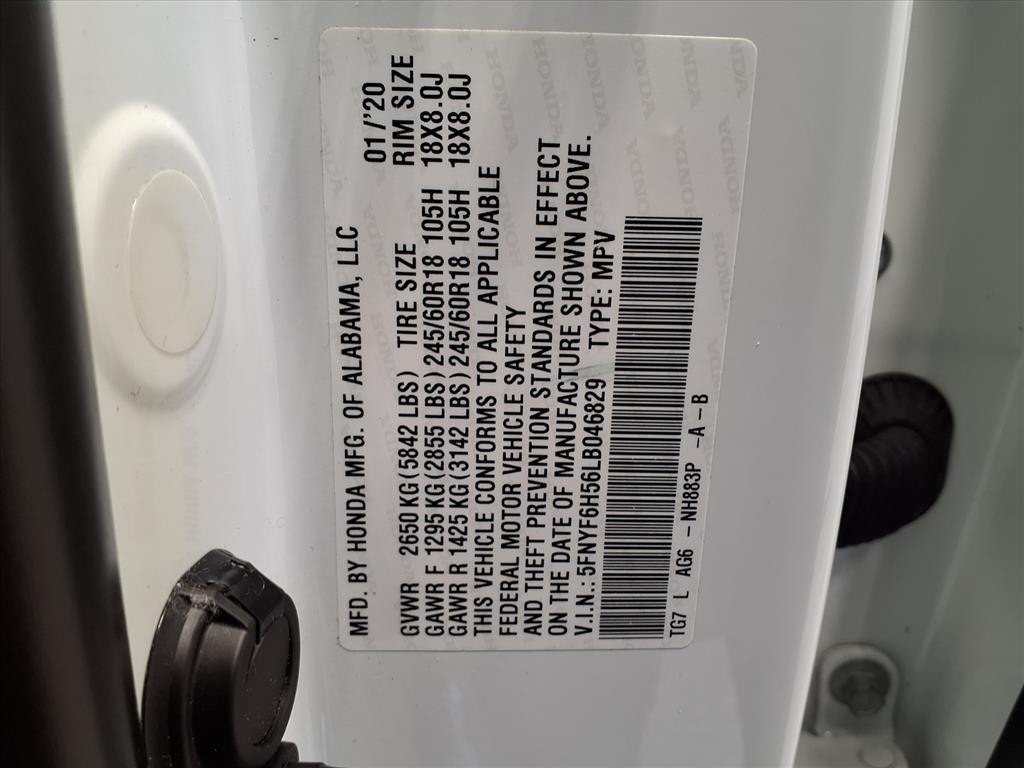 MFD. BY HONDA MFG. OF ALABAMA, LLC 01/'20
GVWR 2650 KG (5842 LBS) TIRE SIZE RIM SIZE
GAWR F 1295 KG (2855 LBS) 245/60R18 105H 18X8.0J
GAWR R 1425 KG (3142 LBS) 245/60R18 105H 18X8.0J
THIS VEHICLE CONFORMS TO ALL APPLICABLE
FEDERAL MOTOR VEHICLE SAFETY
AND THEFT PREVENTION STANDARDS IN EFFECT
ON THE DATE OF MANUFACTURE SHOWN ABOVE.
V.I.N.: 5FNYF6H56LB046829 TYPE: MPV
TG7 L AG6 - NH883P - A - B